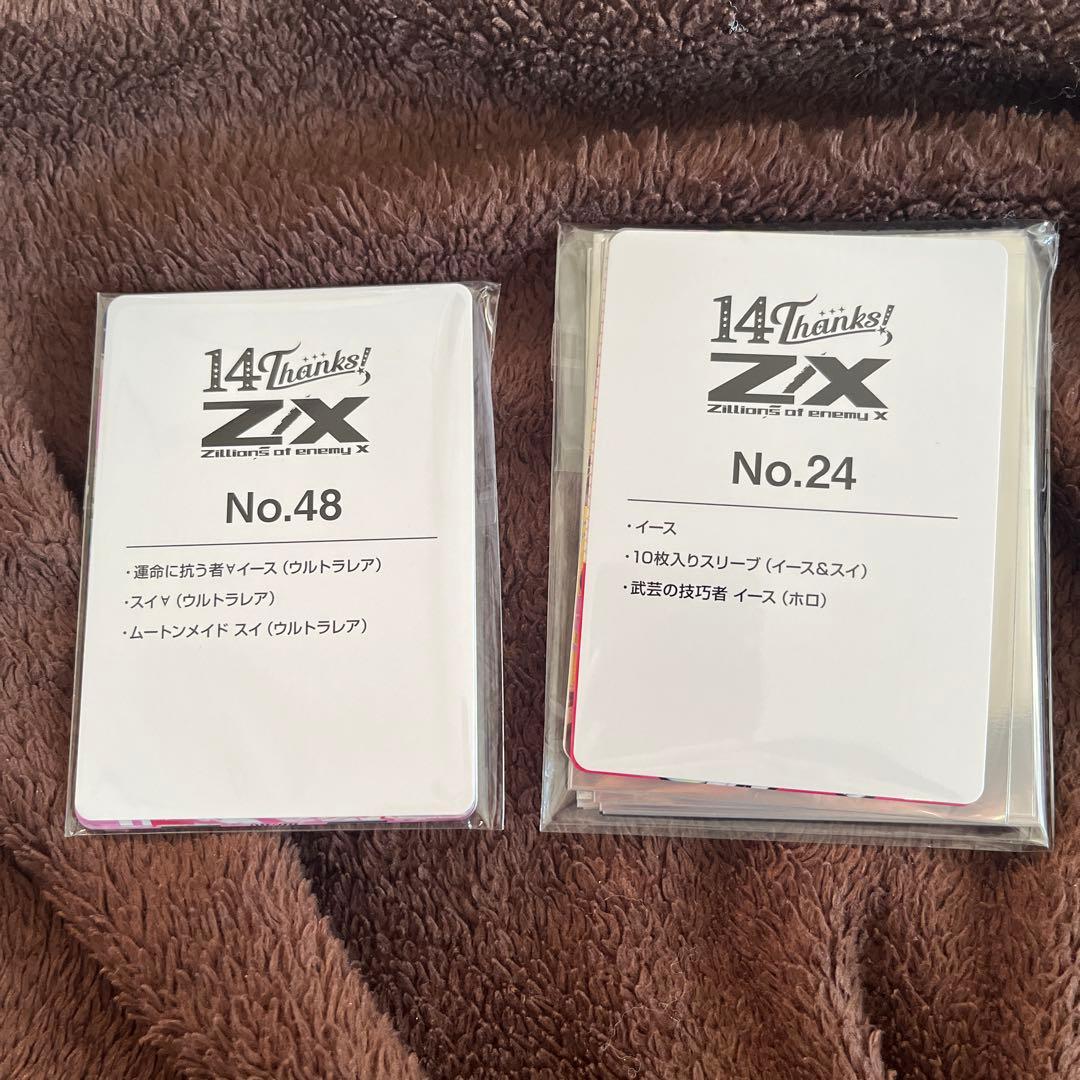 14Thanks!
Z/X
Zillions of enemy X
No.48
・運命に抗う者∀イース(ウルトラレア)
・スイ∀(ウルトラレア)
・ムートンメイド スイ(ウルトラレア)
14Thanks!
Z/X
Zillions of enemy X
No.24
・イース
・10枚入りスリーブ(イース&スイ)
・武芸の技巧者 イース(ホロ)